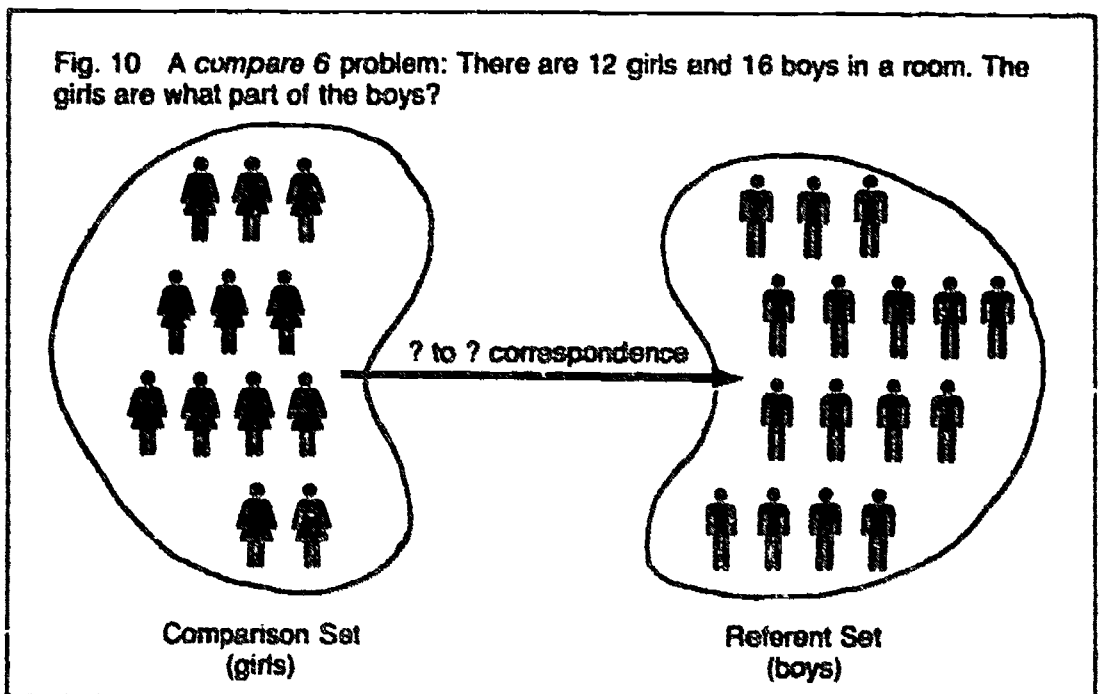 Fig. 10 A compare 6 problem: There are 12 girls and 16 boys in a room. The
girls are what part of the boys?
? to ? correspondence
Comparison Set
(girls)
Referent Set
(boys)